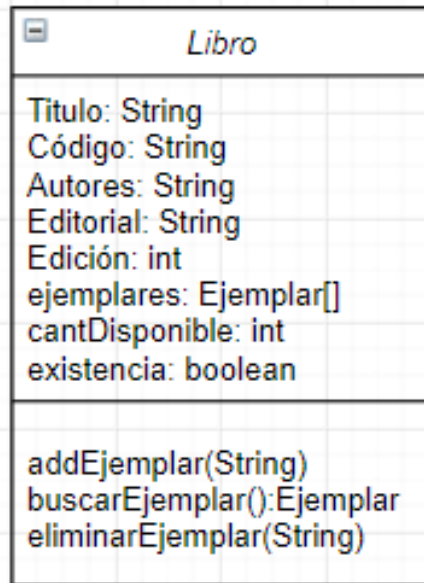 Libro
Titulo: String
Código: String
Autores: String
Editorial: String
Edición: int
ejemplares: Ejemplar[]
cantDisponible: int
existencia: boolean
addEjemplar(String)
buscarEjemplar():Ejemplar
eliminarEjemplar(String)